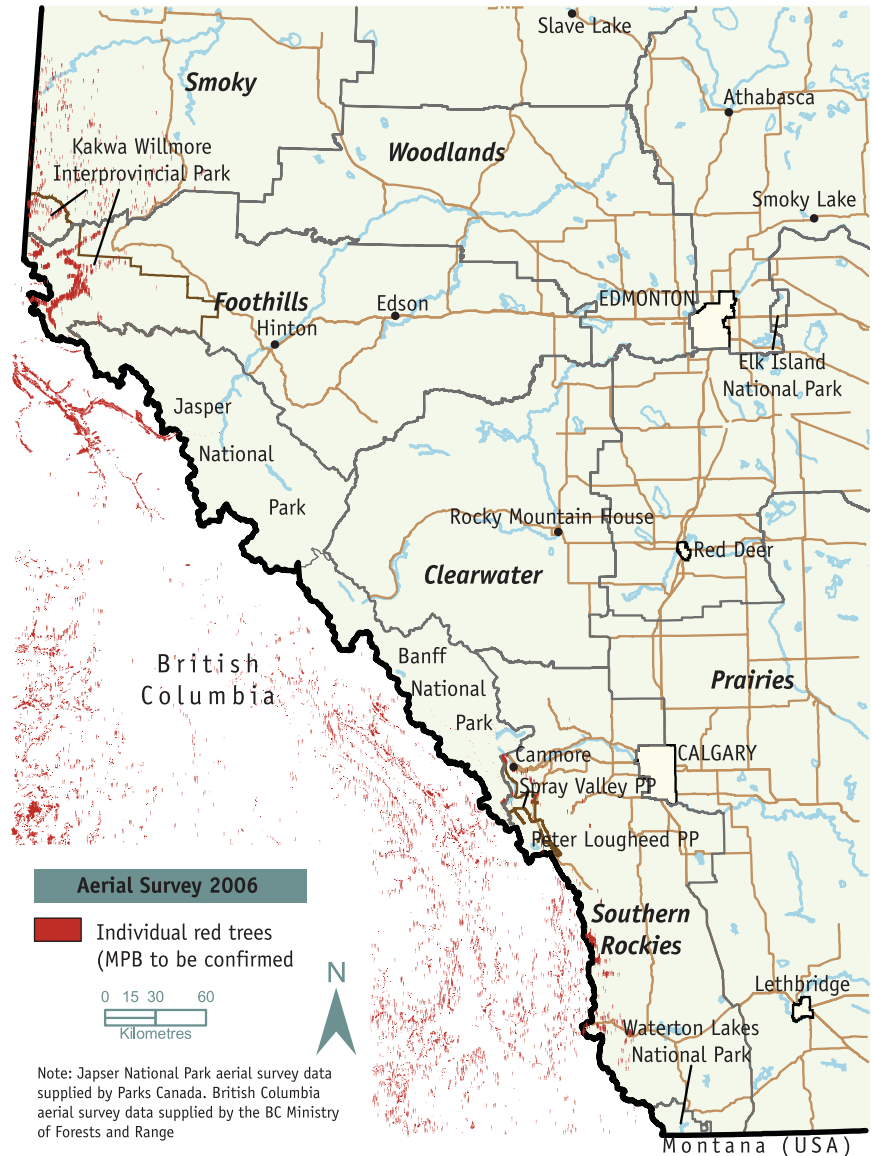 Slave Lake
Smoky
Athabasca
Kakwa Willmore
Interprovincial Park
Woodlands
Smoky Lake
Foothills
Edson
EDMONTON
Hinton
Elk Island
National Park
Jasper
National
Park
Rocky Mountain House
Red Deer
Clearwater
British
Columbia
Banff
National
Park
Prairies
Canmore
CALGARY
Spray Valley PP
Peter Lougheed PP
Aerial Survey 2006
Individual red trees
(MPB to be confirmed
Southern
Rockies
N
0 15 30 60
Kilometres
Lethbridge
Waterton Lakes
National Park
Note: Japser National Park aerial survey data
supplied by Parks Canada. British Columbia
aerial survey data supplied by the BC Ministry
of Forests and Range
Montana (USA)